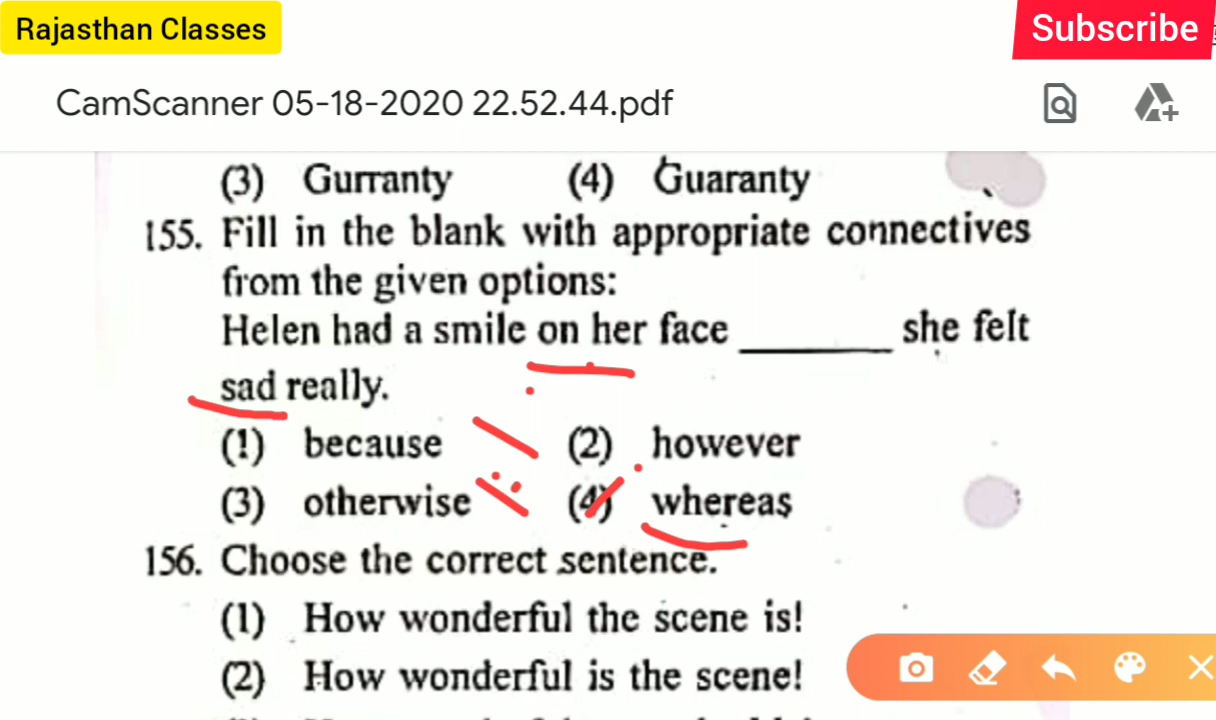 Rajasthan Classes
Subscribe
CamScanner 05-18-2020 22.52.44.pdf
(3) Gurranty (4) Guaranty
155. Fill in the blank with appropriate connectives
from the given options:
Helen had a smile on her face ________ she felt
sad really.
(1) because (2) however
(3) otherwise (4) whereas
156. Choose the correct sentence.
(1) How wonderful the scene is!
(2) How wonderful is the scene!